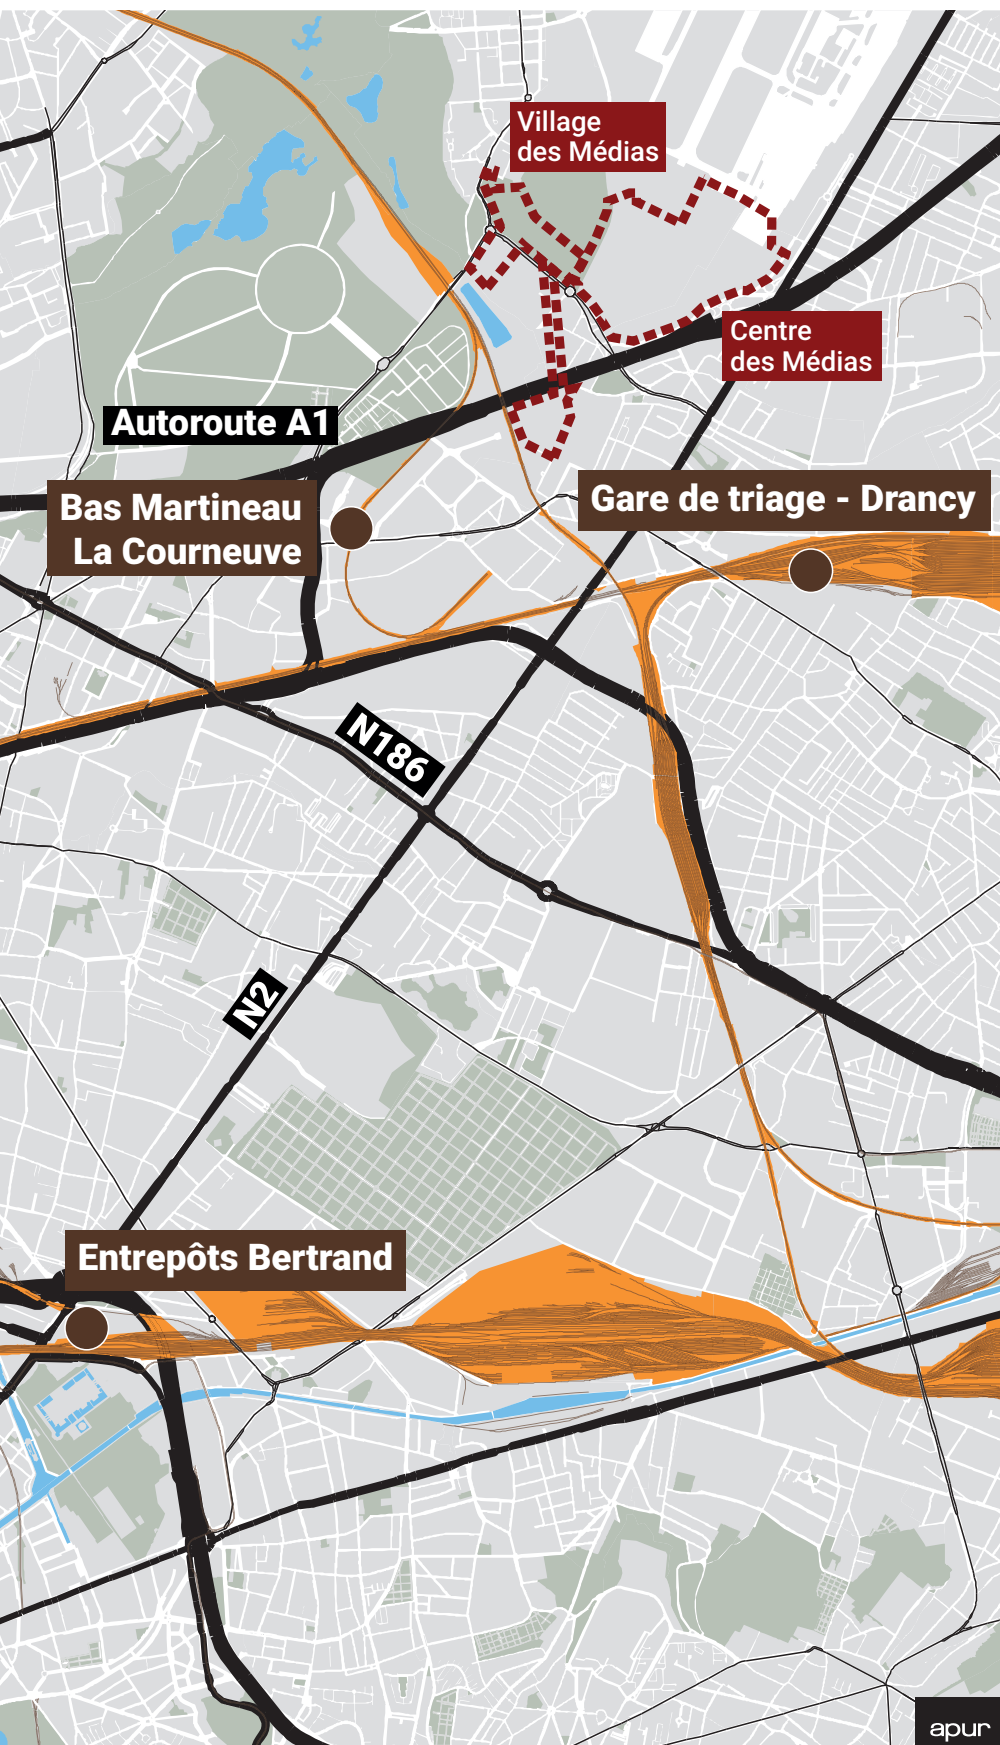 Village
des Médias
Centre
des Médias
Autoroute A1
Bas Martineau
La Courneuve
Gare de triage - Drancy
N186
N2
Entrepôts Bertrand
apur